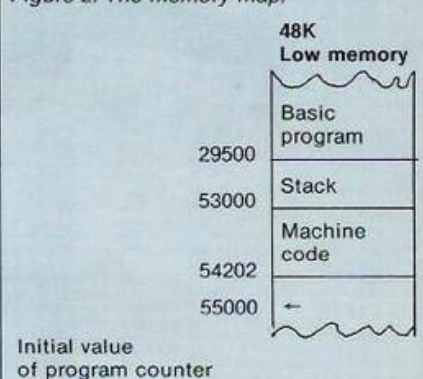 Figure 2. The memory map.
48K
Low memory
Basic
program
29500
Stack
53000
Machine
code
54202
55000 ←
Initial value
of program counter